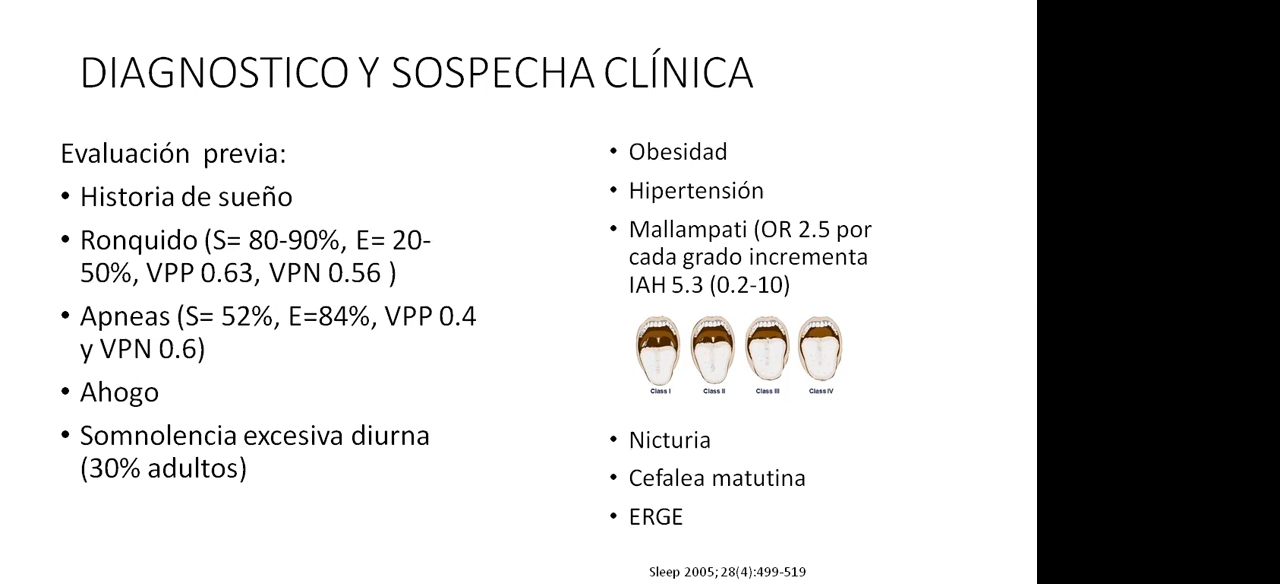 DIAGNOSTICO Y SOSPECHA CLÍNICA
Evaluación previa:
• Historia de sueño
• Ronquido (S= 80-90%, E= 20-
50%, VPP 0.63, VPN 0.56 )
• Apneas (S= 52%, E=84%, VPP 0.4
y VPN 0.6)
• Ahogo
• Somnolencia excesiva diurna
(30% adultos)
• Obesidad
• Hipertensión
• Mallampati (OR 2.5 por
cada grado incrementa
IAH 5.3 (0.2-10)
Class I Class II Class III Class IV
• Nicturia
• Cefalea matutina
• ERGE
Sleep 2005; 28(4):499-519